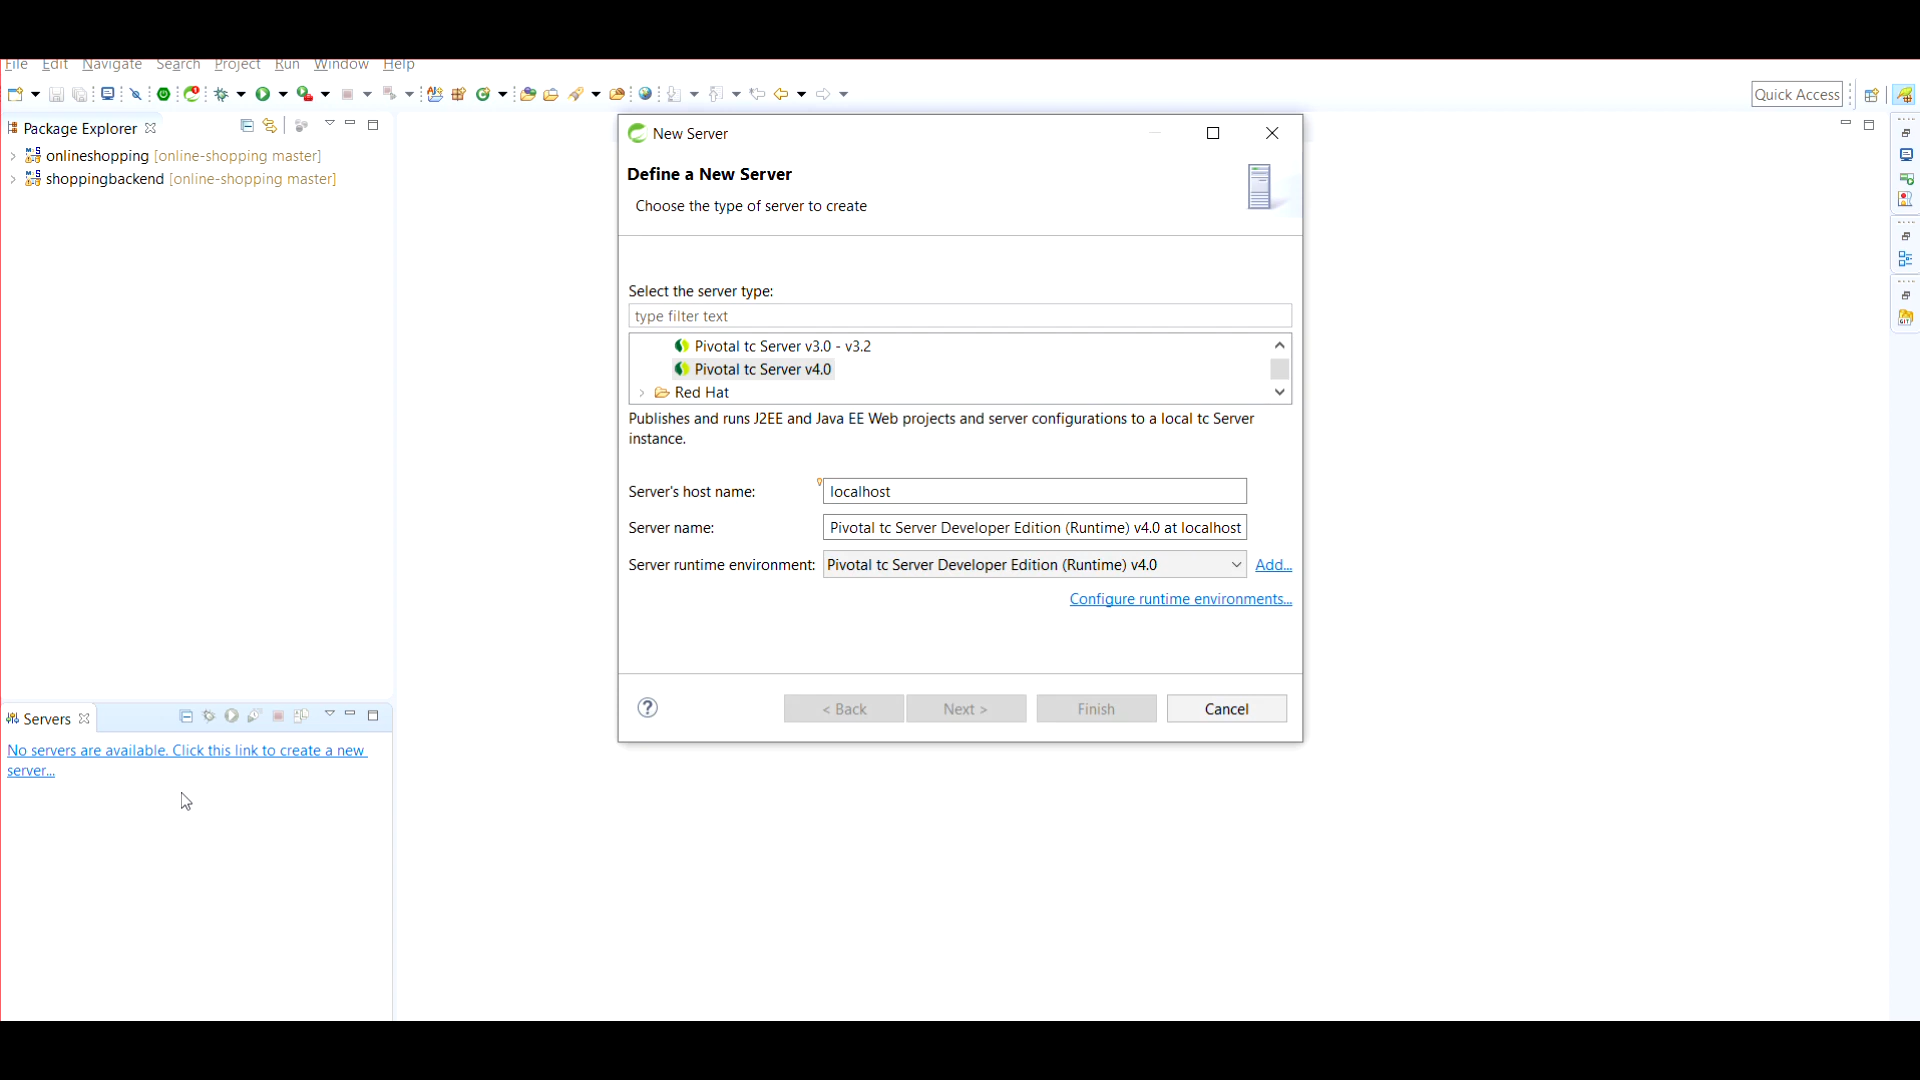 File Edit Navigate Search Project Run Window Help
Quick Access
Package Explorer
onlineshopping [online-shopping master]
shoppingbackend [online-shopping master]
New Server
Define a New Server
Choose the type of server to create
Select the server type:
type filter text
Pivotal tc Server v3.0 - v3.2
Pivotal tc Server v4.0
Red Hat
Publishes and runs J2EE and Java EE Web projects and server configurations to a local tc Server
instance.
Server's host name: localhost
Server name: Pivotal tc Server Developer Edition (Runtime) v4.0 at localhost
Server runtime environment: Pivotal tc Server Developer Edition (Runtime) v4.0 Add...
Configure runtime environments...
< Back Next > Finish Cancel
Servers
No servers are available. Click this link to create a new
server...